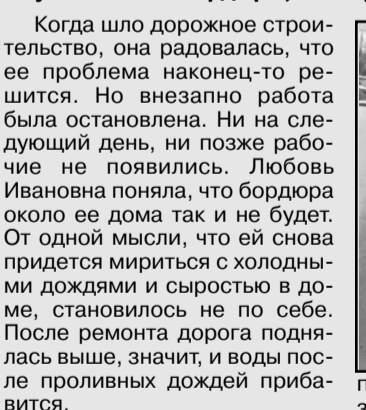 Когда шло дорожное строи-
тельство, она радовалась, что
ее проблема наконец-то ре-
шится. Но внезапно работа
была остановлена. Ни на сле-
дующий день, ни позже рабо-
чие не появились. Любовь
Ивановна поняла, что бордюра
около ее дома так и не будет.
От одной мысли, что ей снова
придется мириться с холодны-
ми дождями и сыростью в до-
ме, становилось не по себе.
После ремонта дорога подня-
лась выше, значит, и воды пос-
ле проливных дождей приба-
вится.